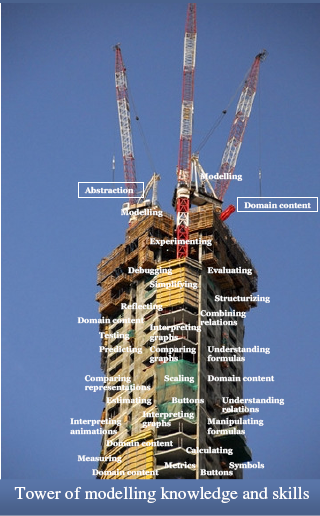 Modelling
Abstraction
Domain content
Modelling
Experimenting
Debugging
Evaluating
Simplifying
Structurizing
Reflecting
Combining
relations
Domain content
Interpreting
graphs
Testing
Predicting
Comparing
graphs
Understanding
formulas
Comparing
representations
Scaling
Domain content
Estimating
Buttons
Understanding
relations
Interpreting
graphs
Interpreting
animations
Manipulating
formulas
Domain content
Calculating
Measuring
Metrics
Symbols
Domain content
Buttons
Tower of modelling knowledge and skills